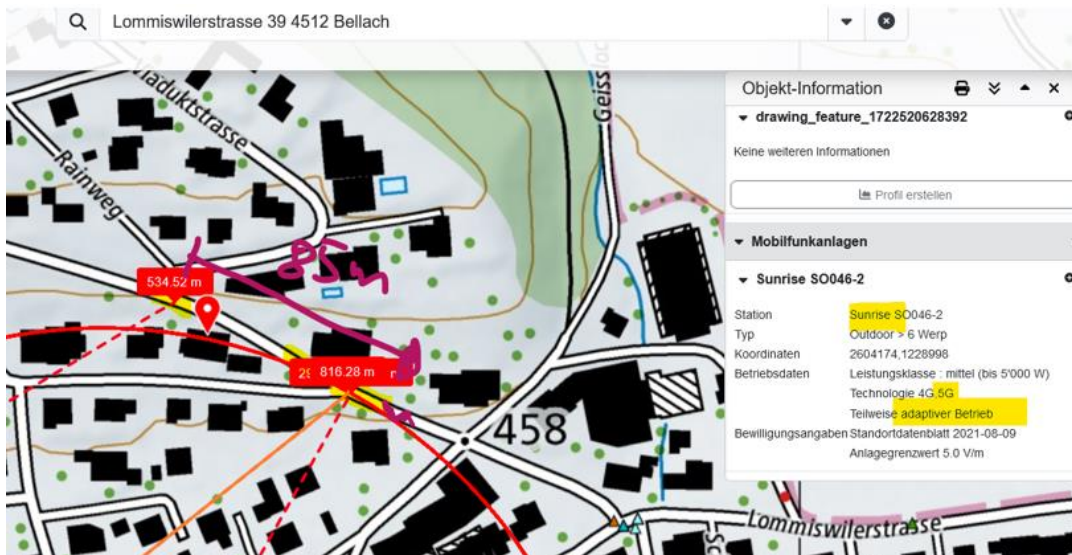 Lommiswilerstrasse 39 4512 Bellach
Objekt-Information
drawing_feature_1722520628392
Keine weiteren Informationen
Profil erstellen
Mobilfunkanlagen
Sunrise SO046-2
Station Sunrise SO046-2
Typ Outdoor > 6 Werp
Koordinaten 2604174,1228998
Betriebsdaten Leistungsklasse : mittel (bis 5'000 W)
Technologie 4G,5G
Teilweise adaptiver Betrieb
Bewilligungsangaben Standortdatenblatt 2021-08-09
Anlagegrenzwert 5.0 V/m
Viaduktstrasse
Rainweg
Geiss
85m
534.52 m
816.28 m
458
Lommiswilerstrasse